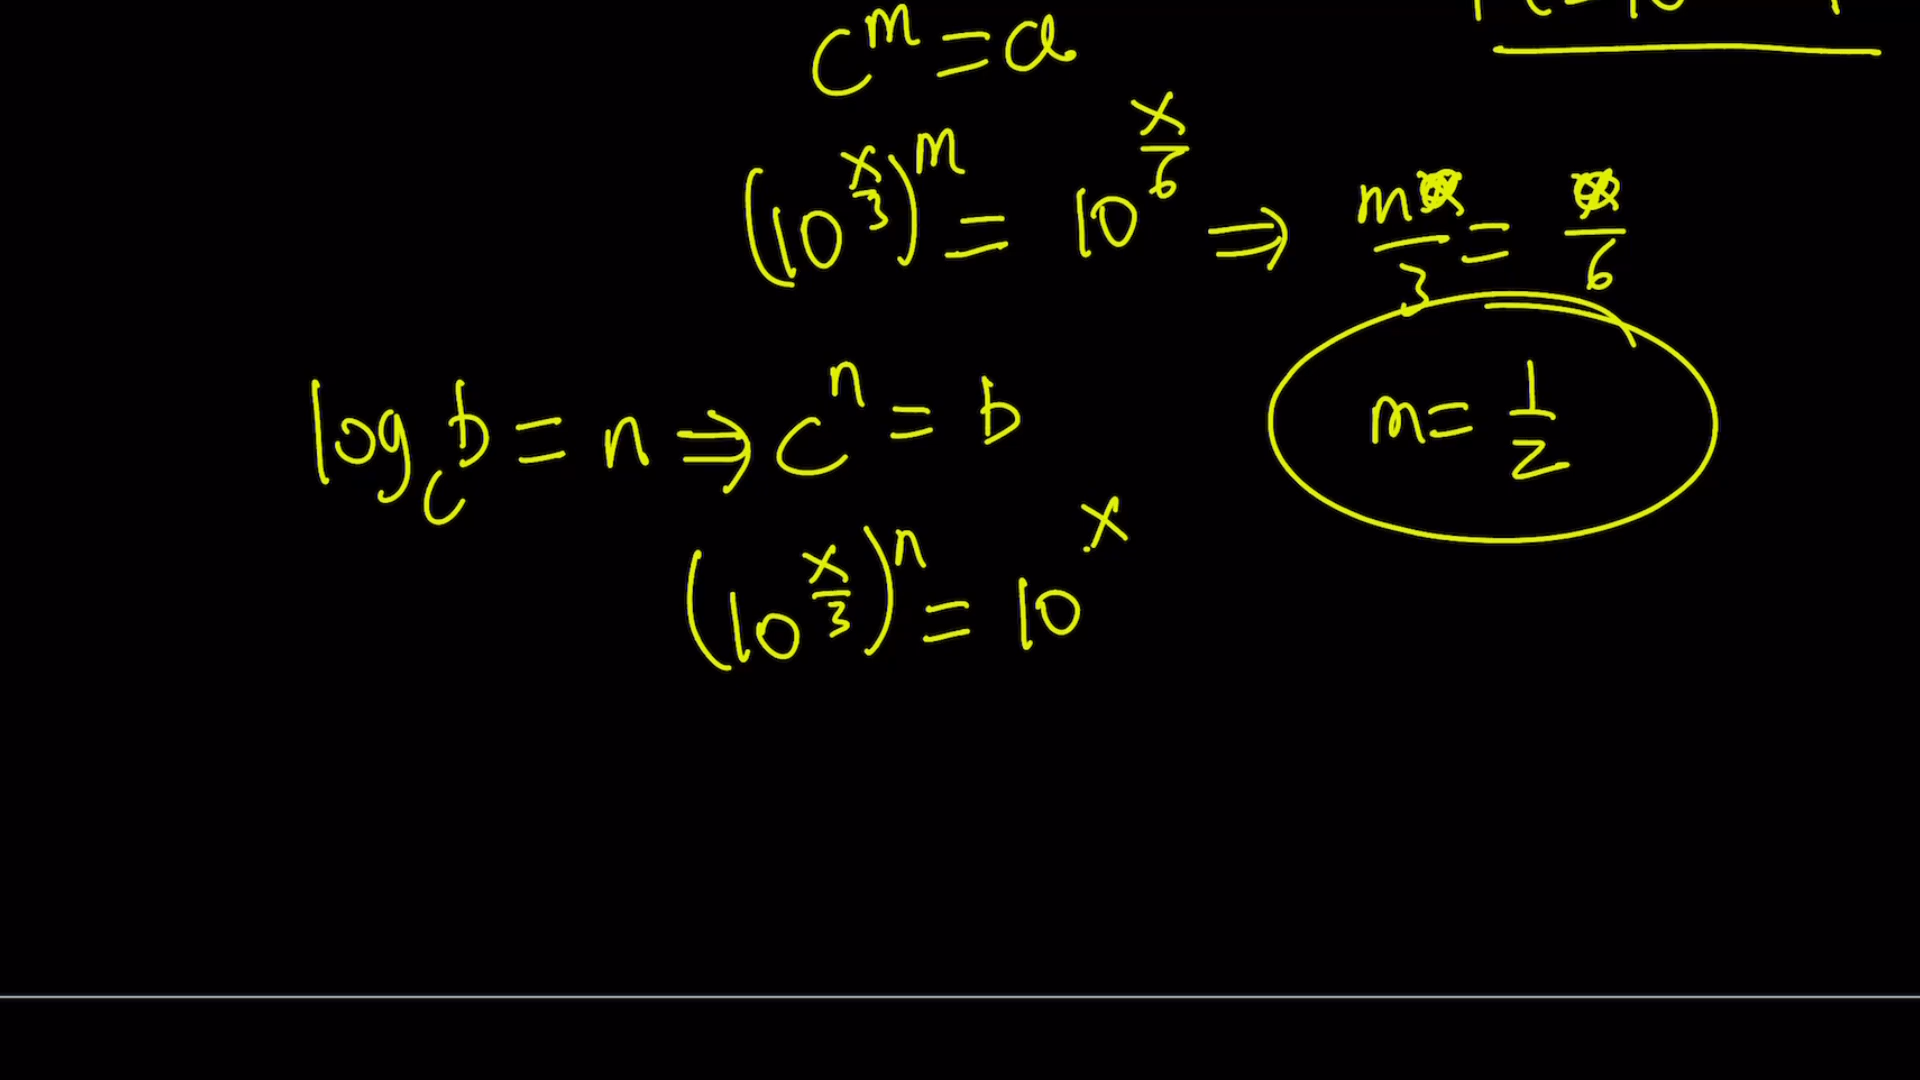 c^m = a
(10^(x/3))^m = 10^(x/6) ⇒ mx/3 = x/6
m = 1/2
log_c b = n ⇒ c^n = b
(10^(x/3))^n = 10^x